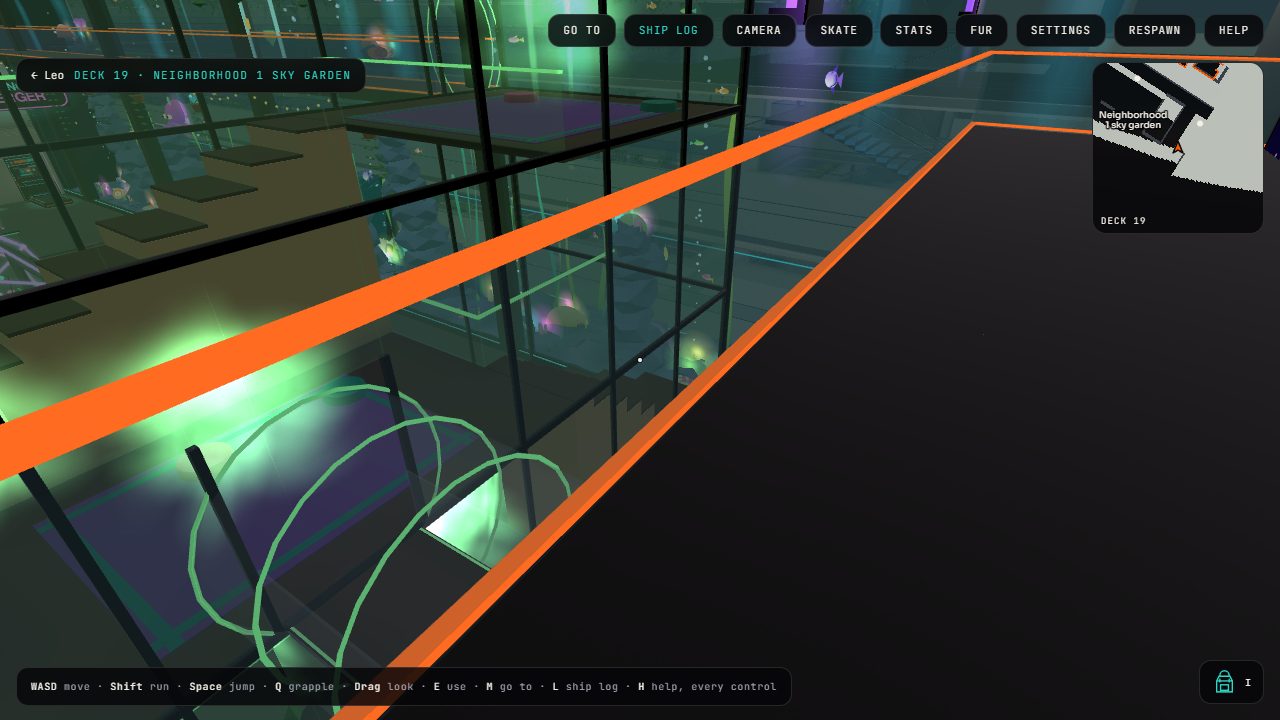 GO TO
SHIP LOG
CAMERA
SKATE
STATS
FUR
SETTINGS
RESPAWN
HELP
← Leo DECK 19 · NEIGHBORHOOD 1 SKY GARDEN
Neighborhood
1 sky garden
DECK 19
WASD move · Shift run · Space jump · Q grapple · Drag look · E use · M go to · L ship log · H help, every control
I